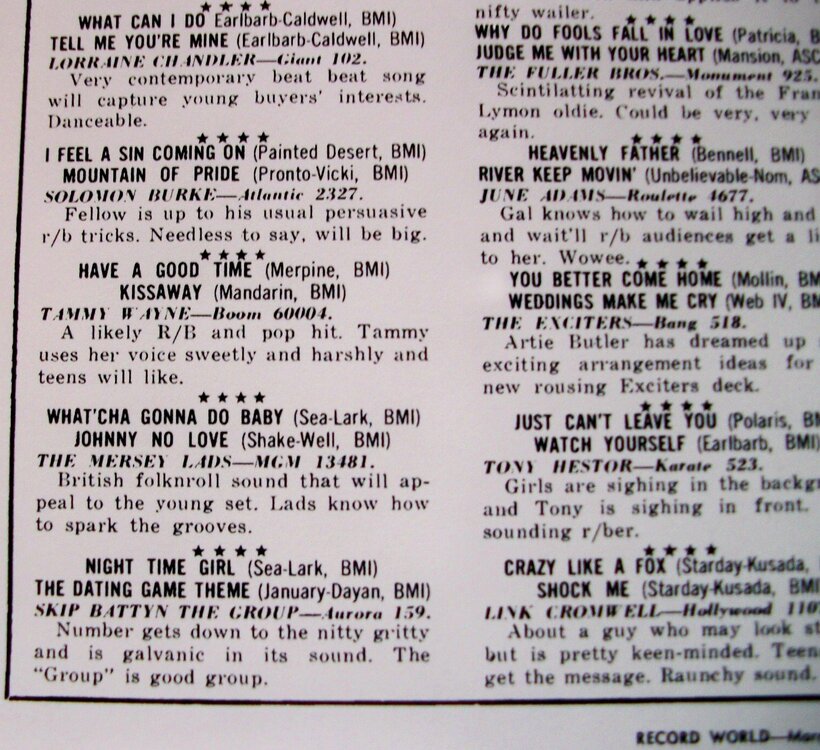 ★ ★ ★ ★
WHAT CAN I DO Earlbarb-Caldwell, BMI)
TELL ME YOU'RE MINE (Earlbarb-Caldwell, BMI)
LORRAINE CHANDLER—Giant 102.
Very contemporary beat beat song
will capture young buyers' interests.
Danceable.
★ ★ ★ ★
I FEEL A SIN COMING ON (Painted Desert, BMI)
MOUNTAIN OF PRIDE (Pronto-Vicki, BMI)
SOLOMON BURKE—Atlantic 2327.
Fellow is up to his usual persuasive
r/b tricks. Needless to say, will be big.
★ ★ ★ ★
HAVE A GOOD TIME (Merpine, BMI)
KISSAWAY (Mandarin, BMI)
TAMMY WAYNE—Boom 60004.
A likely R/B and pop hit. Tammy
uses her voice sweetly and harshly and
teens will like.
★ ★ ★ ★
WHAT'CHA GONNA DO BABY (Sea-Lark, BMI)
JOHNNY NO LOVE (Shake-Well, BMI)
THE MERSEY LADS—MGM 13481.
British folknroll sound that will ap-
peal to the young set. Lads know how
to spark the grooves.
★ ★ ★ ★
NIGHT TIME GIRL (Sea-Lark, BMI)
THE DATING GAME THEME (January-Dayan, BMI)
SKIP BATTYN THE GROUP—Aurora 159.
Number gets down to the nitty gritty
and is galvanic in its sound. The
"Group" is good group.
nifty wailer.
★ ★ ★ ★
WHY DO FOOLS FALL IN LOVE (Patricia, B
JUDGE ME WITH YOUR HEART (Mansion, ASC
THE FULLER BROS.—Monument 925.
Scintilatting revival of the Fran
Lymon oldie. Could be very, very
again.
★ ★ ★ ★
HEAVENLY FATHER (Bennell, BMI)
RIVER KEEP MOVIN' (Unbelievable-Nom, AS
JUNE ADAMS—Roulette 4677.
Gal knows how to wail high and
and wait'll r/b audiences get a li
to her. Wowee.
★ ★ ★ ★
YOU BETTER COME HOME (Mollin, BM
WEDDINGS MAKE ME CRY (Web IV, BM
THE EXCITERS—Bang 518.
Artie Butler has dreamed up
exciting arrangement ideas for
new rousing Exciters deck.
★ ★ ★ ★
JUST CAN'T LEAVE YOU (Polaris, BM
WATCH YOURSELF (Earlbarb, BMI)
TONY HESTOR—Karate 523.
Girls are sighing in the backg
and Tony is sighing in front.
sounding r/ber.
★ ★ ★ ★
CRAZY LIKE A FOX (Starday-Kusada,
SHOCK ME (Starday-Kusada, BMI
LINK CROMWELL—Hollywood 110
About a guy who may look st
but is pretty keen-minded. Teen
get the message. Raunchy sound.
RECORD WORLD—Mar